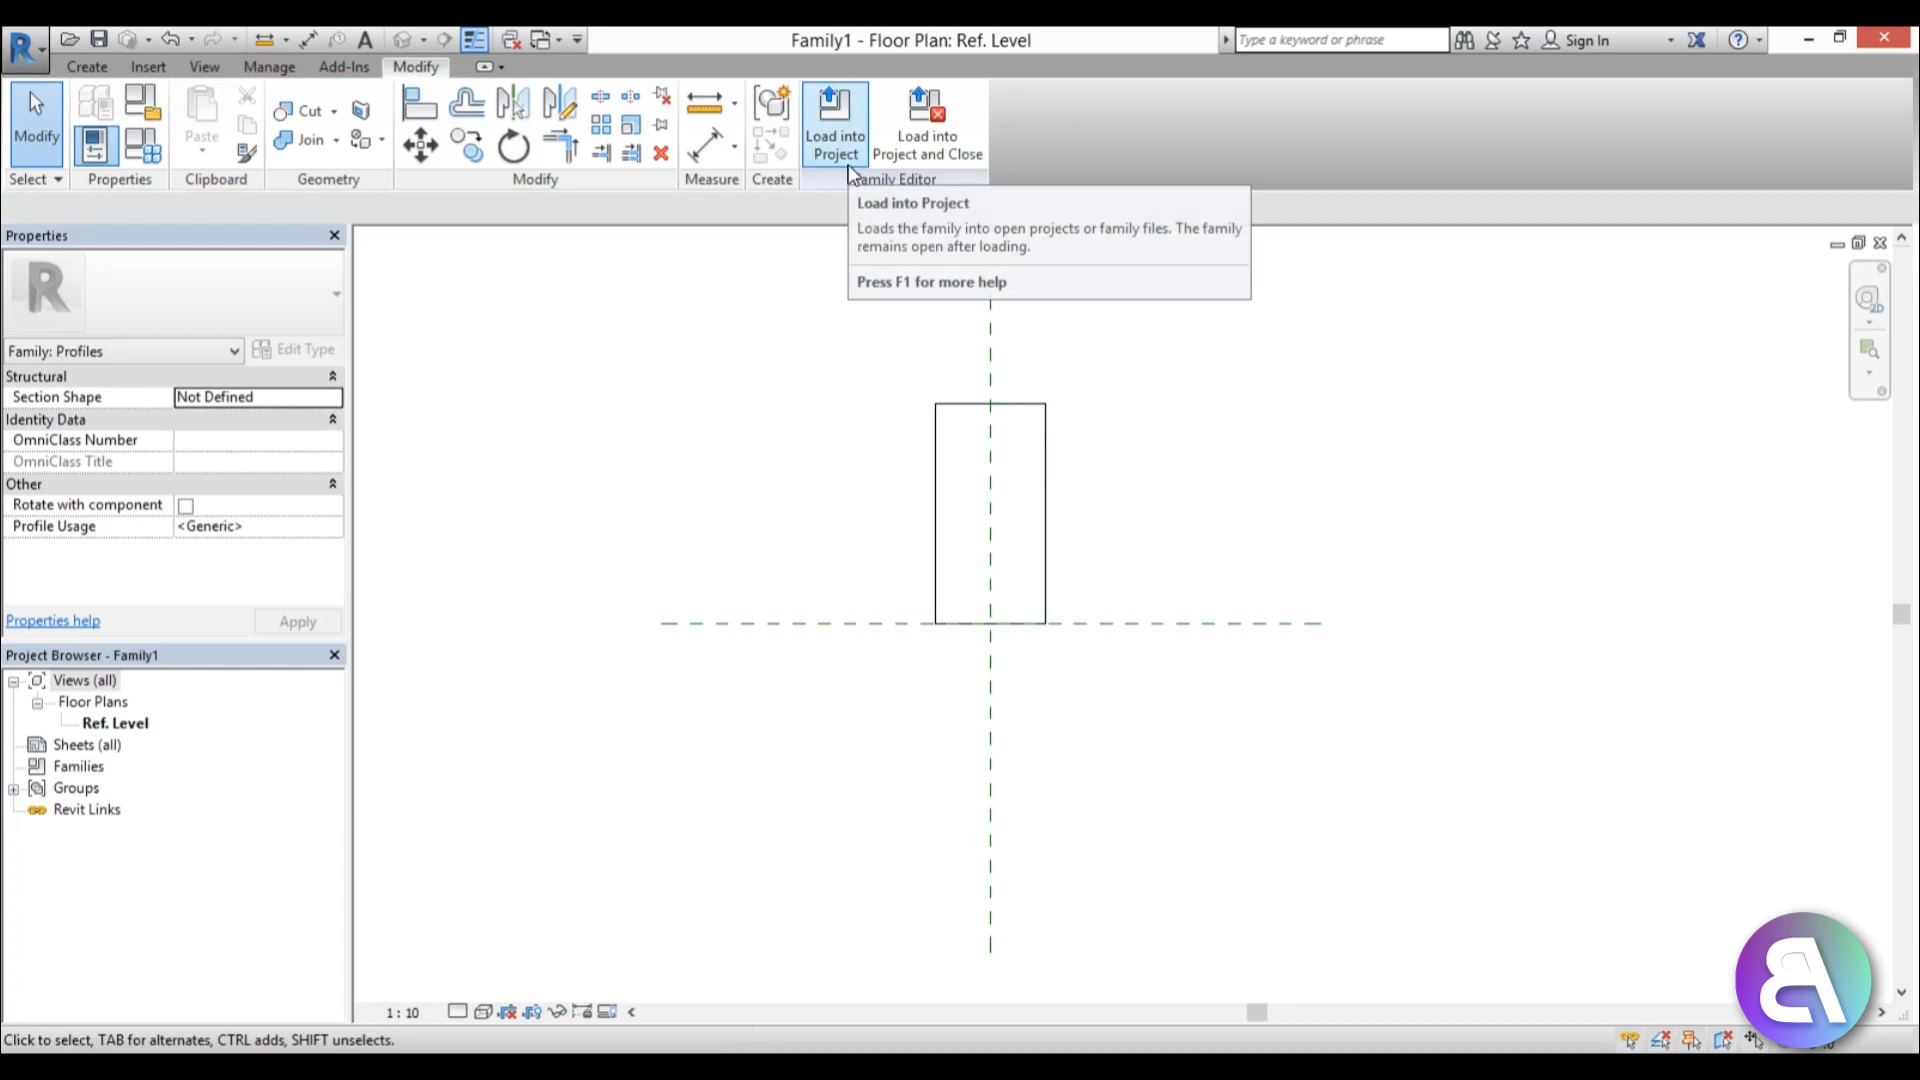 Family1 - Floor Plan: Ref. Level
Type a keyword or phrase
Sign In
Create
Insert
View
Manage
Add-Ins
Modify
Modify
Paste
Cut
Join
Load into
Project
Load into
Project and Close
Select
Properties
Clipboard
Geometry
Modify
Measure
Create
amily Editor
Load into Project
Loads the family into open projects or family files. The family
remains open after loading.
Press F1 for more help
Properties
R
Family: Profiles
Edit Type
Structural
Section Shape
Not Defined
Identity Data
OmniClass Number
OmniClass Title
Other
Rotate with component
Profile Usage
<Generic>
Properties help
Apply
Project Browser - Family1
Views (all)
Floor Plans
Ref. Level
Sheets (all)
Families
Groups
Revit Links
2D
1 : 10
Click to select, TAB for alternates, CTRL adds, SHIFT unselects.